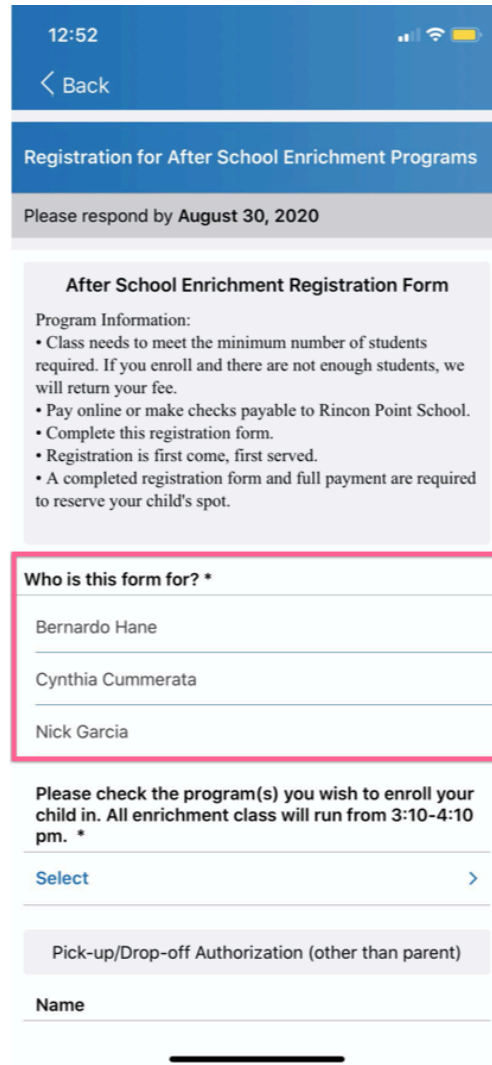 12:52
Back
Registration for After School Enrichment Programs
Please respond by August 30, 2020
After School Enrichment Registration Form
Program Information:
• Class needs to meet the minimum number of students
required. If you enroll and there are not enough students, we
will return your fee.
• Pay online or make checks payable to Rincon Point School.
• Complete this registration form.
• Registration is first come, first served.
• A completed registration form and full payment are required
to reserve your child's spot.
Who is this form for? *
Bernardo Hane
Cynthia Cummerata
Nick Garcia
Please check the program(s) you wish to enroll your
child in. All enrichment class will run from 3:10-4:10
pm. *
Select
Pick-up/Drop-off Authorization (other than parent)
Name